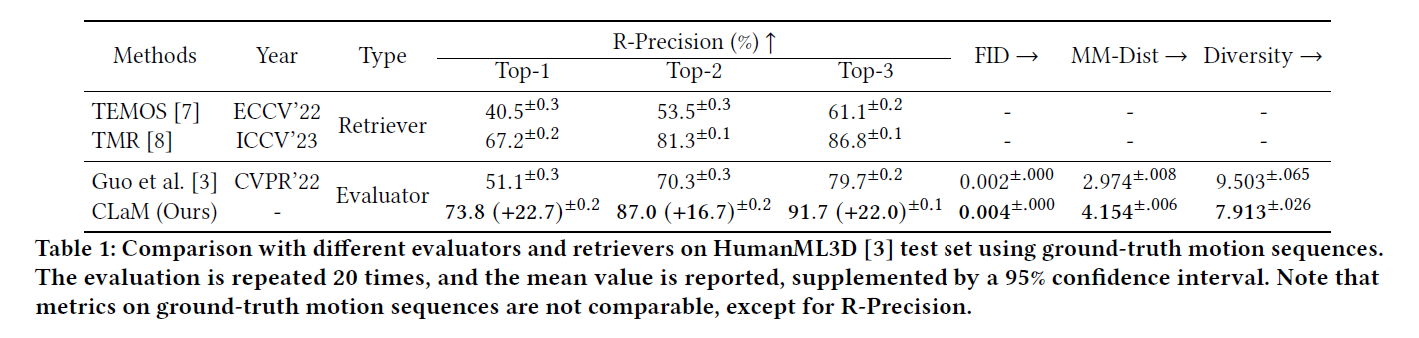 Methods Year Type R-Precision (%) ↑ FID → MM-Dist → Diversity →
Top-1 Top-2 Top-3
TEMOS [7] ECCV'22 Retriever 40.5±0.3 53.5±0.3 61.1±0.2 - - -
TMR [8] ICCV'23 67.2±0.2 81.3±0.1 86.8±0.1 - - -
Guo et al. [3] CVPR'22 Evaluator 51.1±0.3 70.3±0.3 79.7±0.2 0.002±.000 2.974±.008 9.503±.065
CLaM (Ours) - 73.8 (+22.7)±0.2 87.0 (+16.7)±0.2 91.7 (+22.0)±0.1 0.004±.000 4.154±.006 7.913±.026
Table 1: Comparison with different evaluators and retrievers on HumanML3D [3] test set using ground-truth motion sequences.
The evaluation is repeated 20 times, and the mean value is reported, supplemented by a 95% confidence interval. Note that
metrics on ground-truth motion sequences are not comparable, except for R-Precision.